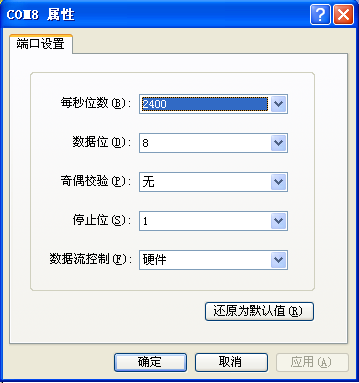 COM8 属性
端口设置
每秒位数(B): 2400
数据位(D): 8
奇偶校验(P): 无
停止位(S): 1
数据流控制(F): 硬件
还原为默认值(R)
确定 取消 应用(A)